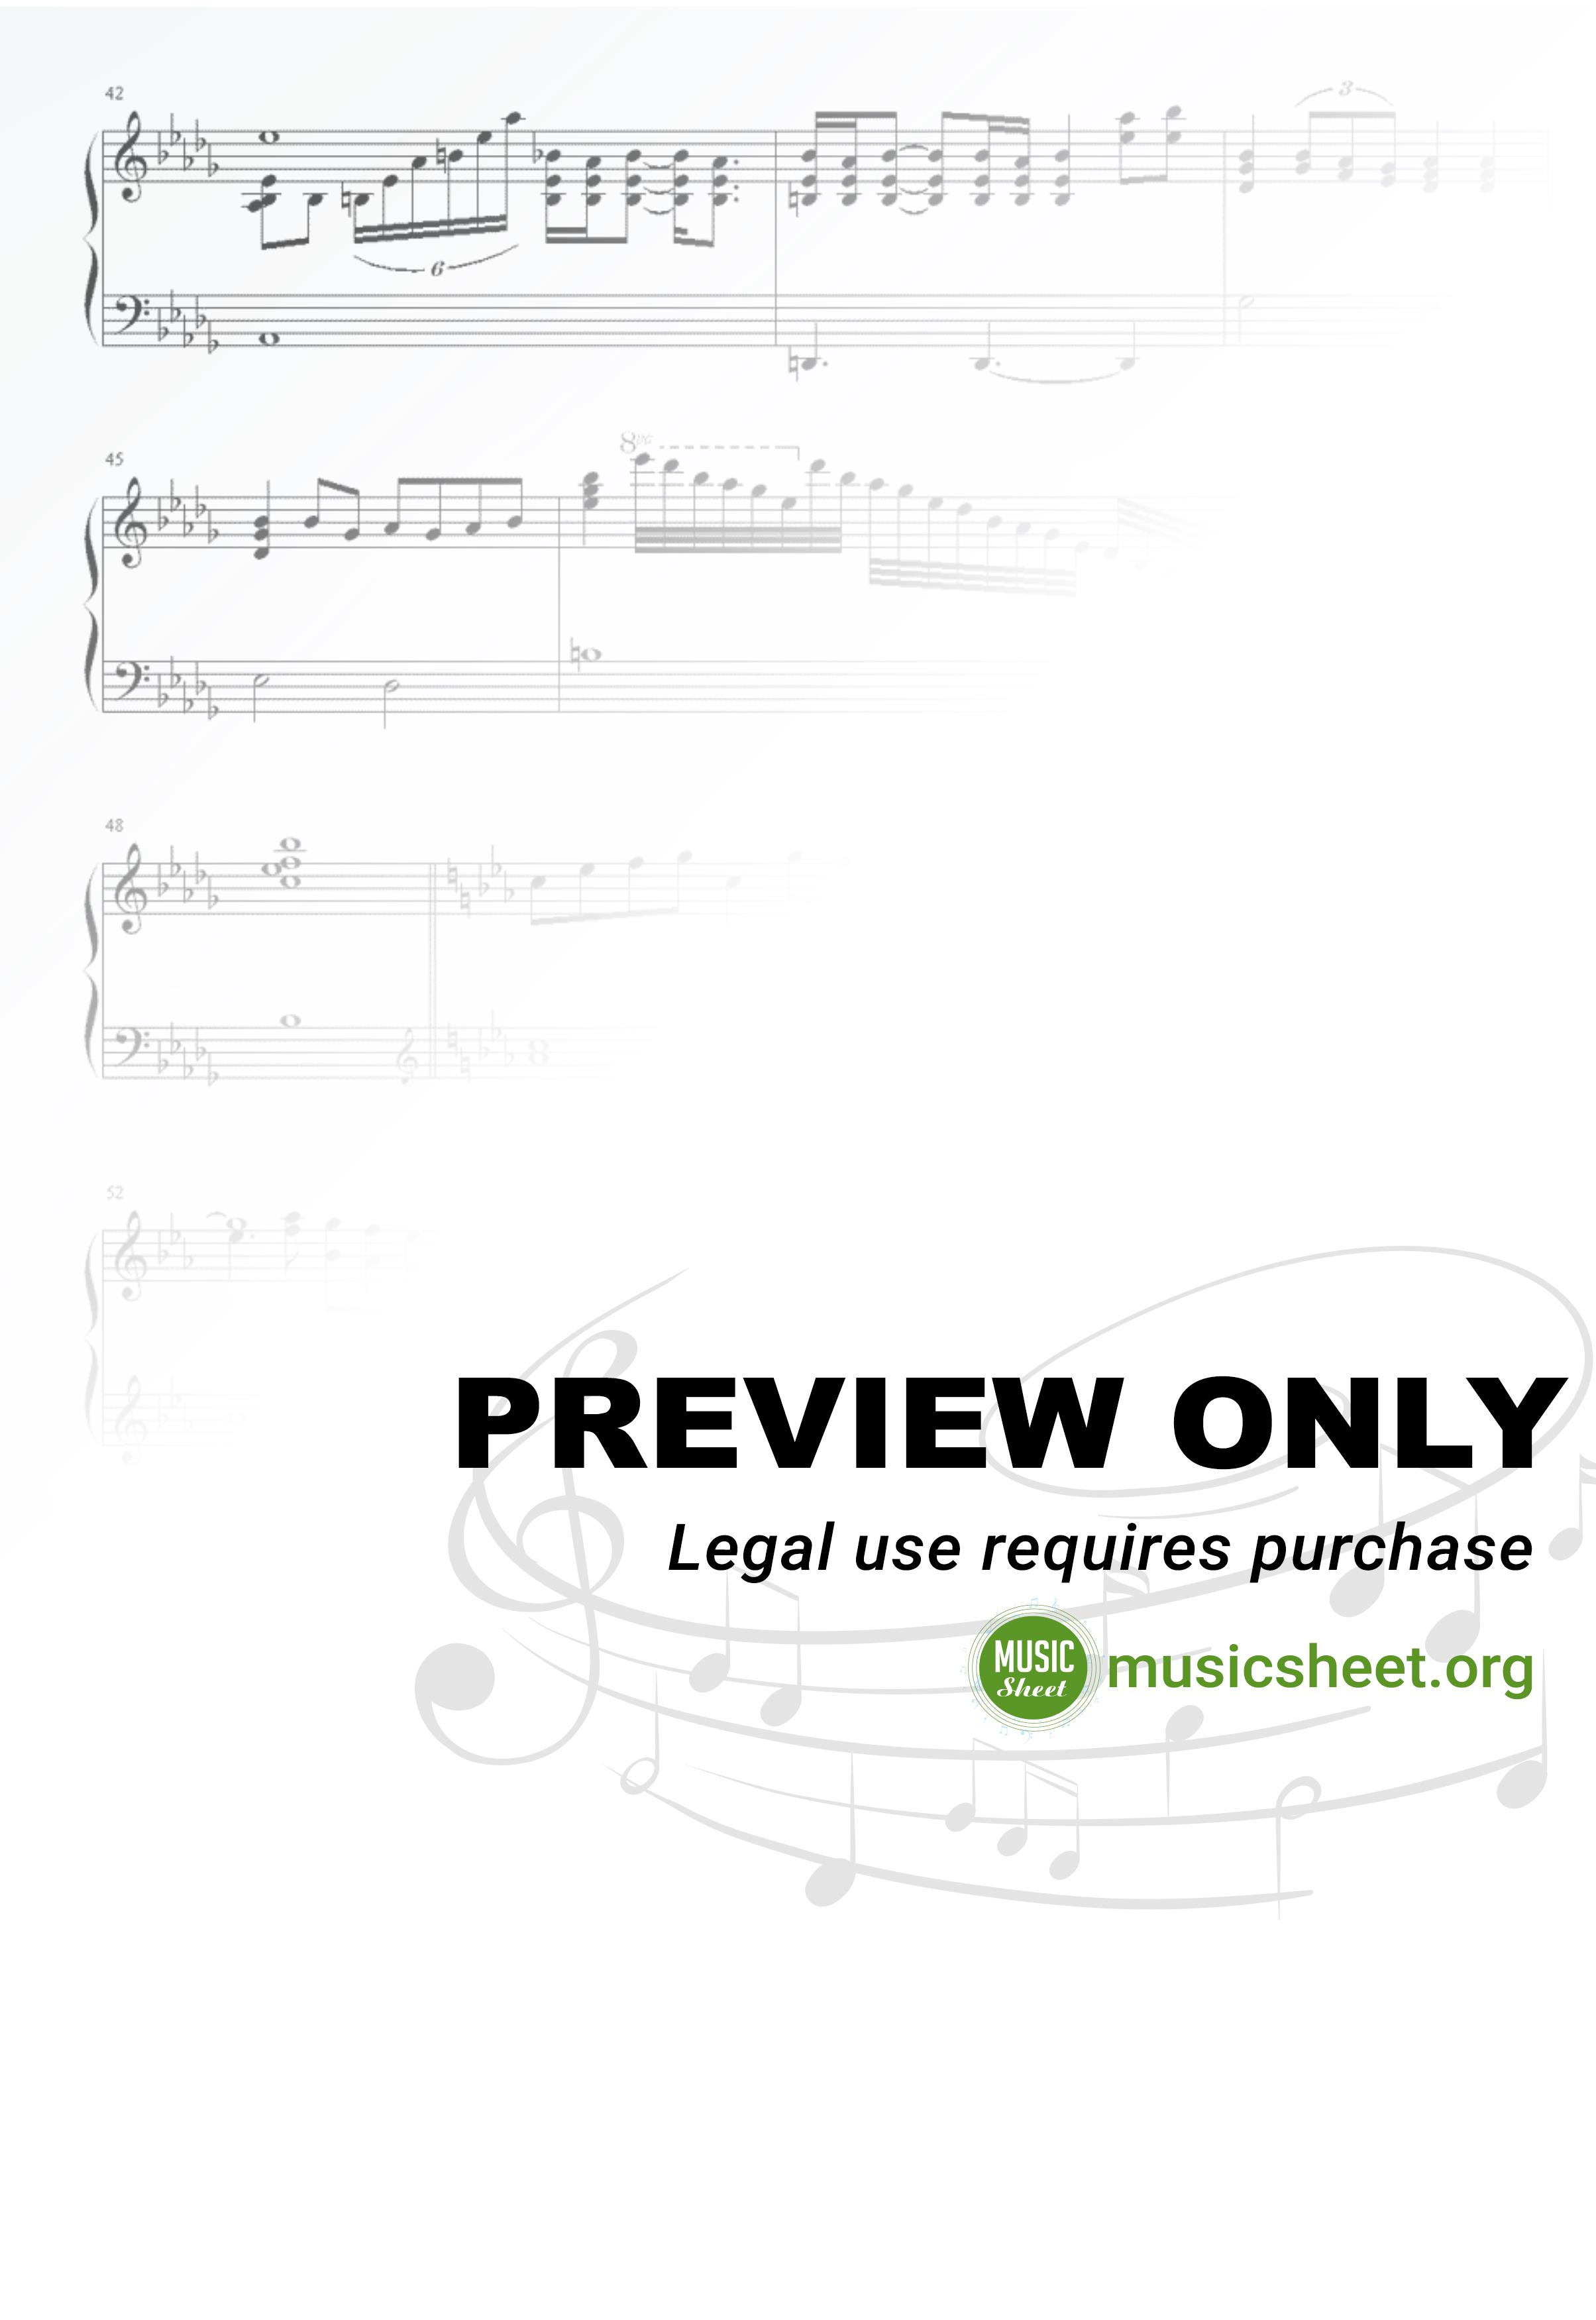 42
3
6
45
8va
48
52
PREVIEW ONLY
Legal use requires purchase
MUSIC
Sheet
musicsheet.org